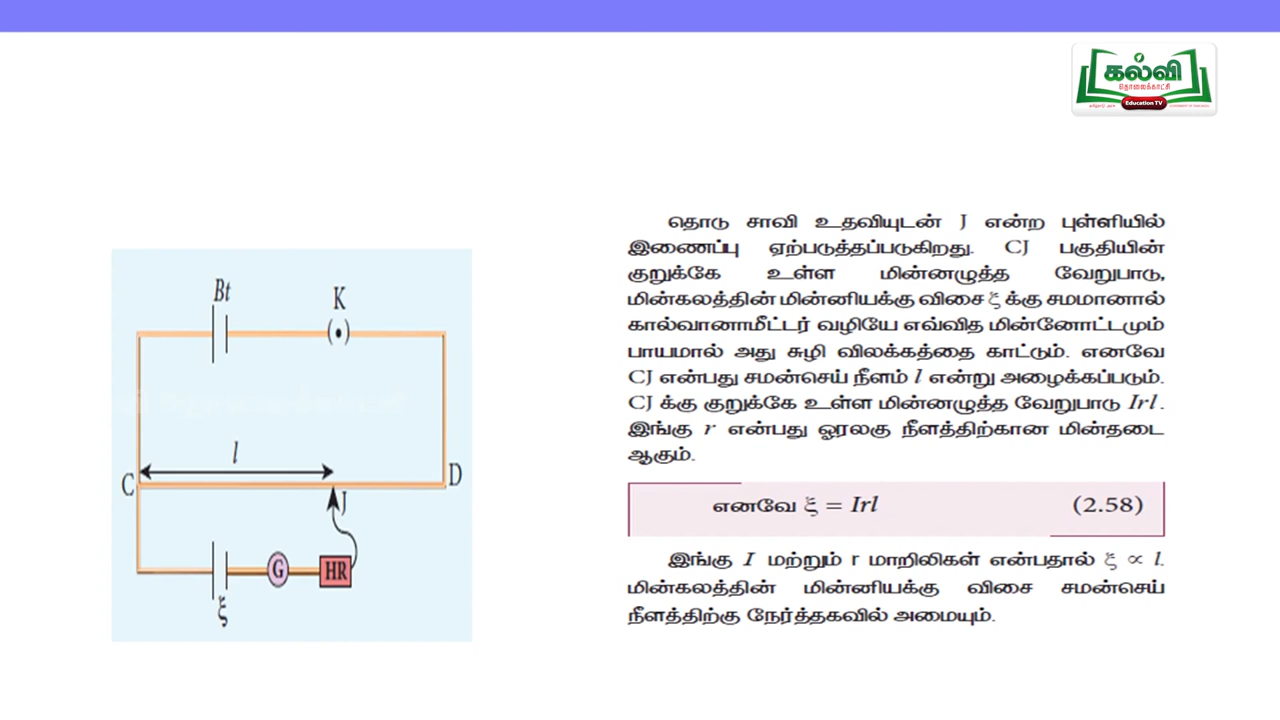 கல்வி
தொலைக்காட்சி
Education TV
Bt
K
l
C
D
J
G
HR
ξ
தொடு சாவி உதவியுடன் J என்ற புள்ளியில்
இணைப்பு ஏற்படுத்தப்படுகிறது. CJ பகுதியின்
குறுக்கே உள்ள மின்னழுத்த வேறுபாடு,
மின்கலத்தின் மின்னியக்கு விசை ξ க்கு சமமானால்
கால்வானாமீட்டர் வழியே எவ்வித மின்னோட்டமும்
பாயமால் அது சுழி விலக்கத்தை காட்டும். எனவே
CJ என்பது சமன்செய் நீளம் l என்று அழைக்கப்படும்.
CJ க்கு குறுக்கே உள்ள மின்னழுத்த வேறுபாடு Irl.
இங்கு r என்பது ஓரலகு நீளத்திற்கான மின்தடை
ஆகும்.
எனவே ξ = Irl (2.58)
இங்கு I மற்றும் r மாறிலிகள் என்பதால் ξ ∝ l.
மின்கலத்தின் மின்னியக்கு விசை சமன்செய்
நீளத்திற்கு நேர்த்தகவில் அமையும்.